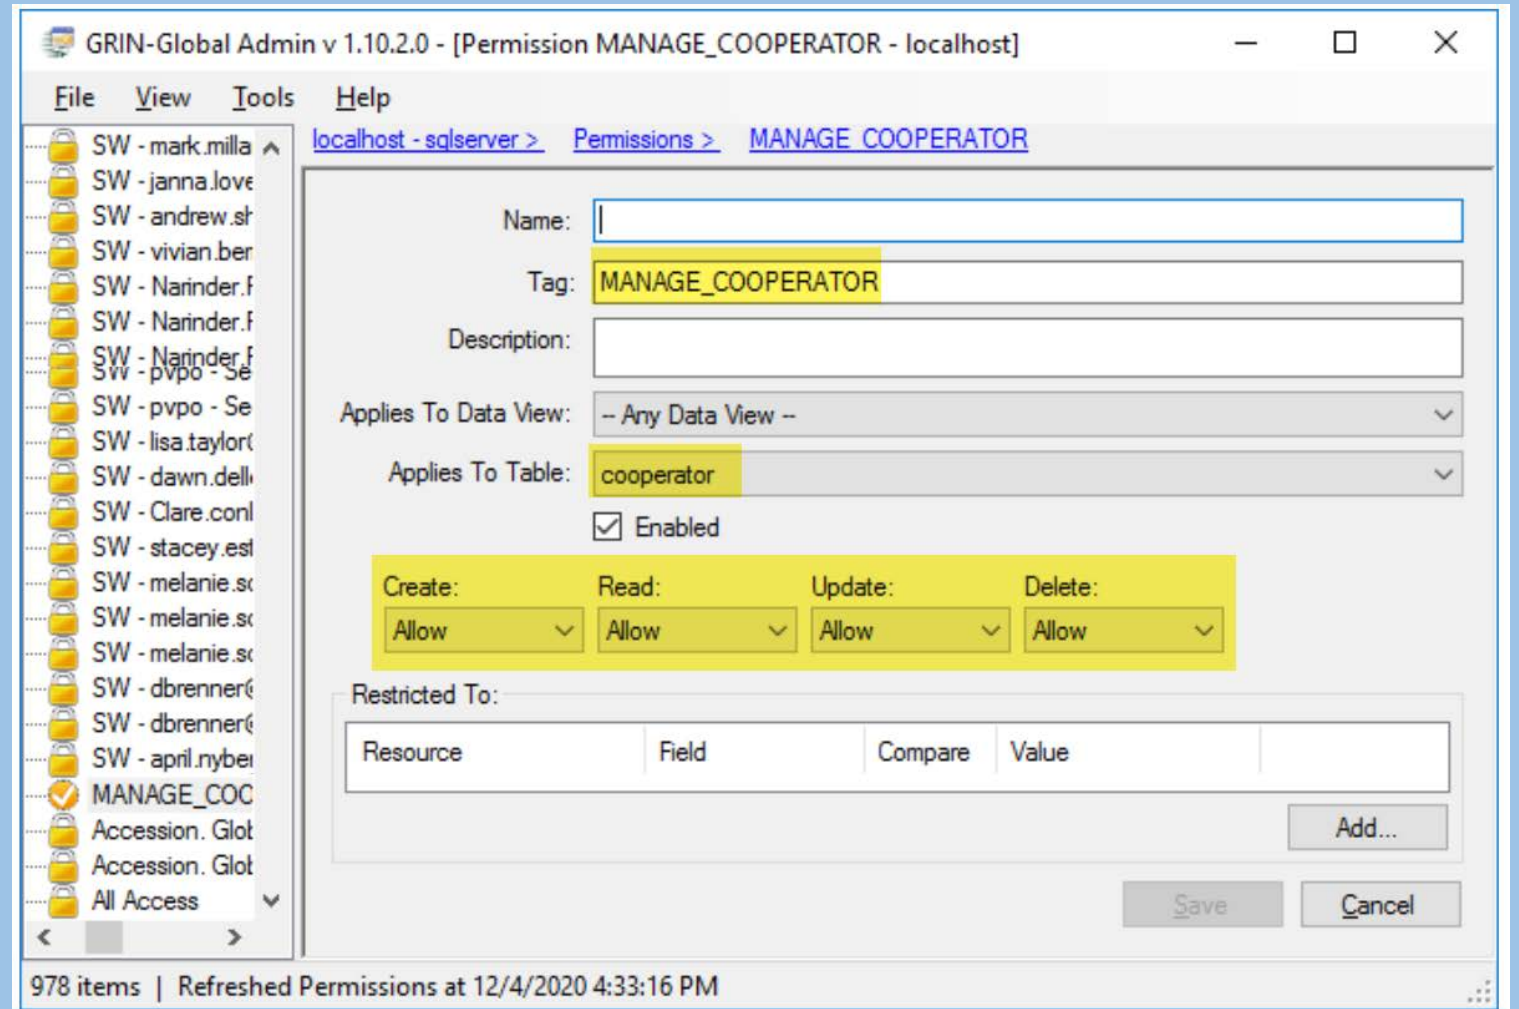 GRIN-Global Admin v 1.10.2.0 - [Permission MANAGE_COOPERATOR - localhost]
File View Tools Help
localhost - sqlserver > Permissions > MANAGE_COOPERATOR
SW - mark.milla
SW - janna.love
SW - andrew.sh
SW - vivian.ber
SW - Narinder.
SW - Narinder.
SW - Narinder.
SW - pvpo - Se
SW - pvpo - Se
SW - lisa.taylor
SW - dawn.dell
SW - Clare.conl
SW - stacey.est
SW - melanie.sc
SW - melanie.sc
SW - melanie.sc
SW - dbrenner@
SW - dbrenner@
SW - april.nyber
MANAGE_COO
Accession. Glob
Accession. Glob
All Access
Name:
Tag: MANAGE_COOPERATOR
Description:
Applies To Data View: -- Any Data View --
Applies To Table: cooperator
Enabled
Create: Read: Update: Delete:
Allow Allow Allow Allow
Restricted To:
Resource Field Compare Value
Add...
Save Cancel
978 items | Refreshed Permissions at 12/4/2020 4:33:16 PM